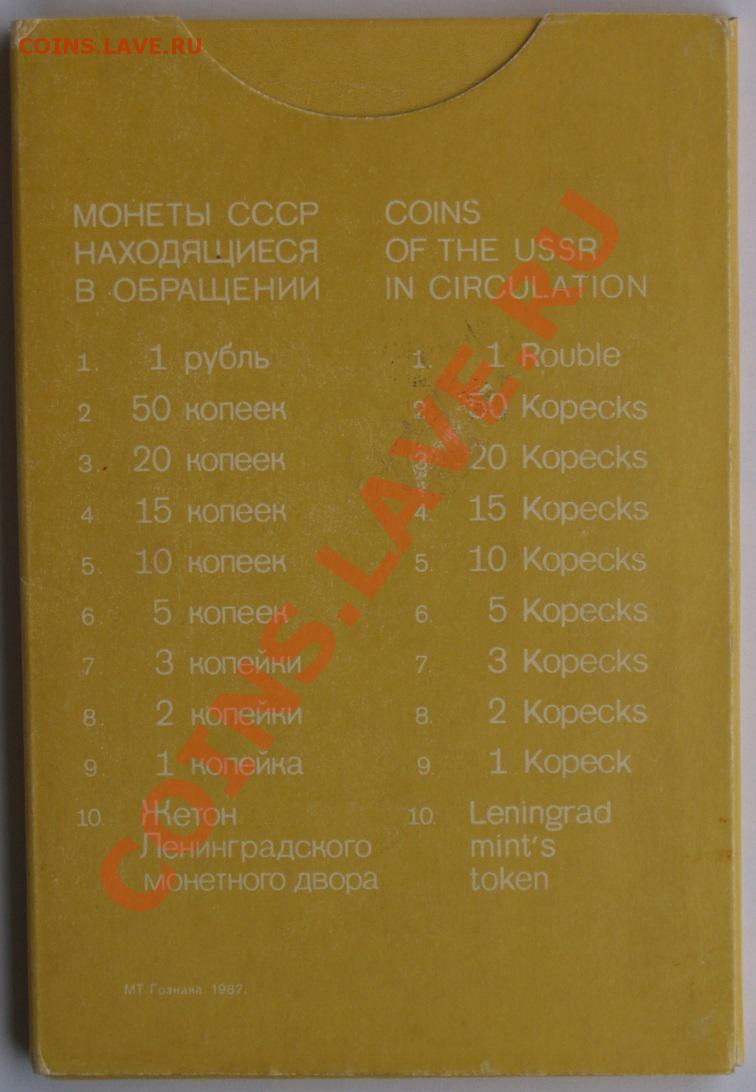 COINS.LAVE.RU
МОНЕТЫ СССР
НАХОДЯЩИЕСЯ
В ОБРАЩЕНИИ
1. 1 рубль
2 50 копеек
3. 20 копеек
4 15 копеек
5. 10 копеек
6. 5 копеек
7 3 копейки
8. 2 копейки
9 1 копейка
10. Жетон
Ленинградского
монетного двора
COINS
OF THE USSR
IN CIRCULATION
1. 1 Rouble
2. 50 Kopecks
3. 20 Kopecks
4. 15 Kopecks
5. 10 Kopecks
6. 5 Kopecks
7. 3 Kopecks
8. 2 Kopecks
9. 1 Kopeck
10. Leningrad
mint's
token
МТ Гознака. 1987.
COINS.LAVE.RU